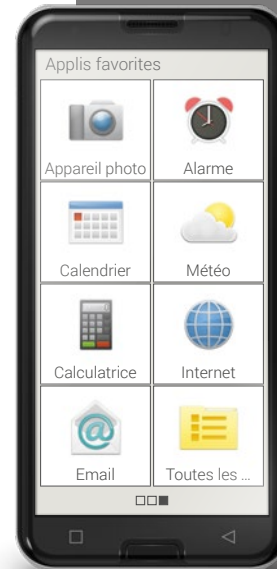 Applis favorites
Appareil photo
Alarme
Calendrier
Météo
Calculatrice
Internet
Email
Toutes les ...